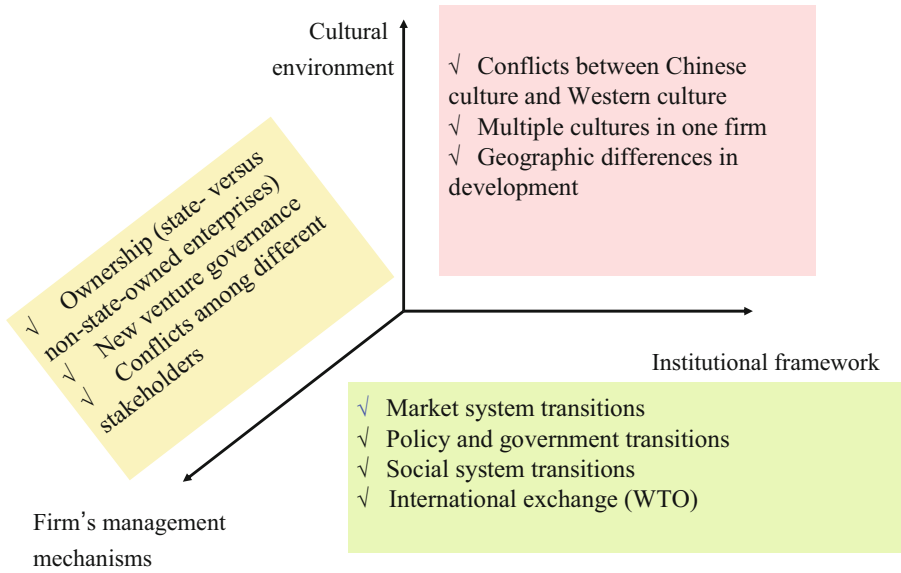 Cultural
environment
√ Conflicts between Chinese
culture and Western culture
√ Multiple cultures in one firm
√ Geographic differences in
development
√ Ownership (state- versus
non-state-owned enterprises)
√ New venture governance
√ Conflicts among different
stakeholders
Institutional framework
√ Market system transitions
√ Policy and government transitions
√ Social system transitions
√ International exchange (WTO)
Firm's management
mechanisms